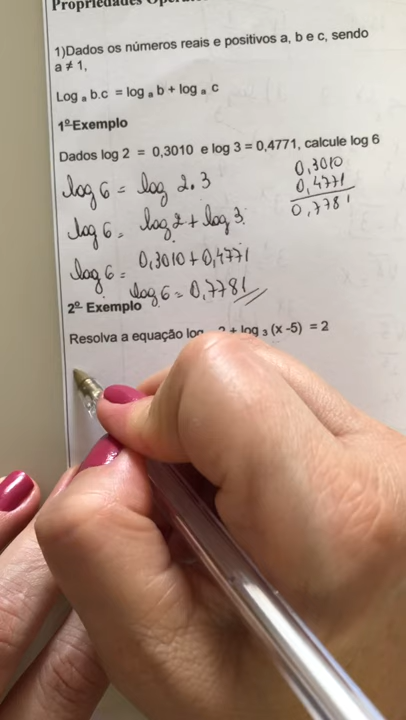 Propriedades
1)Dados os números reais e positivos a, b e c, sendo
a ≠ 1,
Log a b.c = log a b + log a c
1º Exemplo
Dados log 2 = 0,3010 e log 3 = 0,4771, calcule log 6
log 6 = log 2.3
0,3010
0,4771
0,7781
log 6 = log 2 + log 3
log 6 = 0,3010 + 0,4771
log 6 = 0,7781
2º Exemplo
Resolva a equação log 2 + log 3 (x -5) = 2